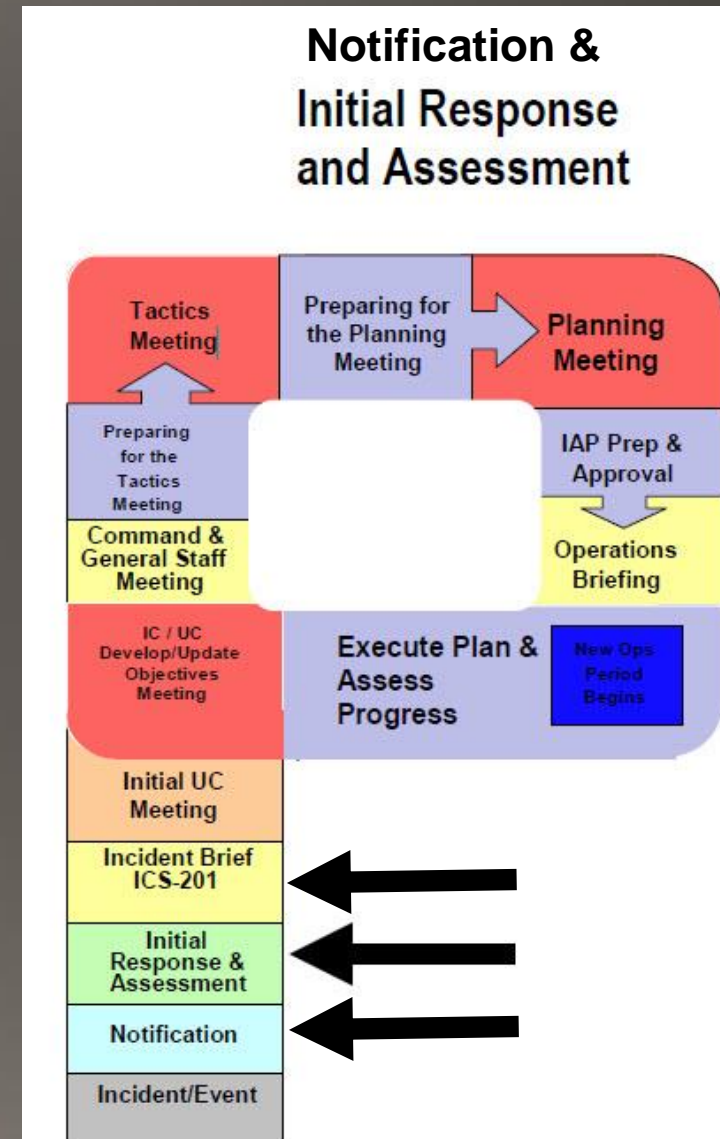 Notification &
Initial Response
and Assessment
Tactics
Meeting
Preparing for
the Planning
Meeting
Planning
Meeting
Preparing
for the
Tactics
Meeting
IAP Prep &
Approval
Command &
General Staff
Meeting
Operations
Briefing
IC / UC
Develop/Update
Objectives
Meeting
Execute Plan &
Assess
Progress
New Ops
Period
Begins
Initial UC
Meeting
Incident Brief
ICS-201
Initial
Response &
Assessment
Notification
Incident/Event